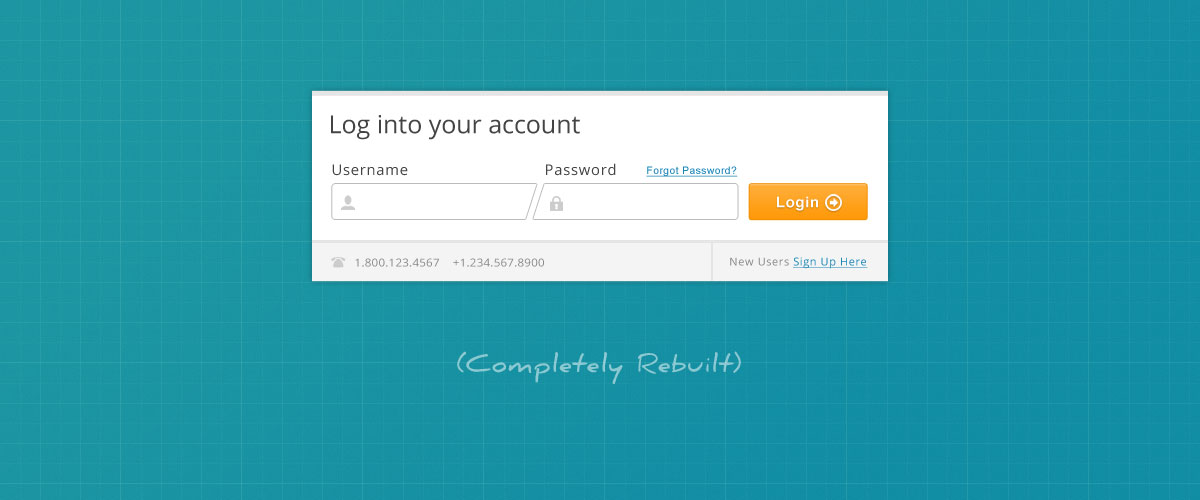 Log into your account
Username Password Forgot Password?
Login
1.800.123.4567 +1.234.567.8900 New Users Sign Up Here
(Completely Rebuilt)